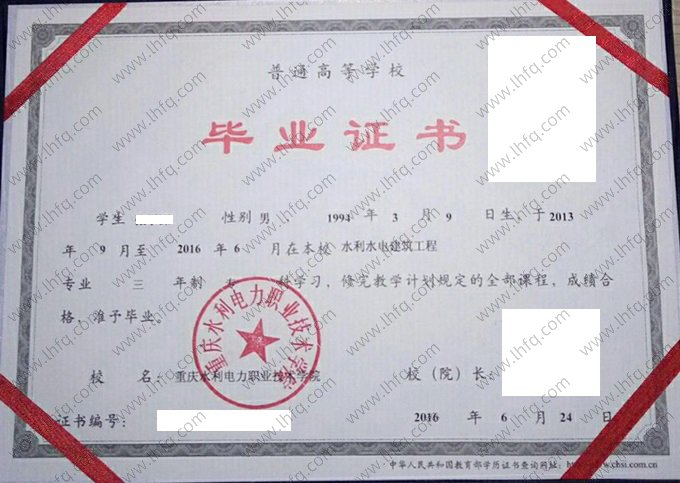 普通高等学校
毕业证书
学生 性别 男 1994 年 3 月 9 日生,于 2013
年 9 月至 2016 年 6 月在本校 水利水电建筑工程
专业 三 年制 专 科学习,修完教学计划规定的全部课程,成绩合
格,准予毕业。
重庆水利电力职业技术学院
校 名:重庆水利电力职业技术学院 校(院)长:
证书编号: 2016 年 6 月 24 日
中华人民共和国教育部学历证书查询网址:http://www.chsi.com.cn
www.lhfq.com